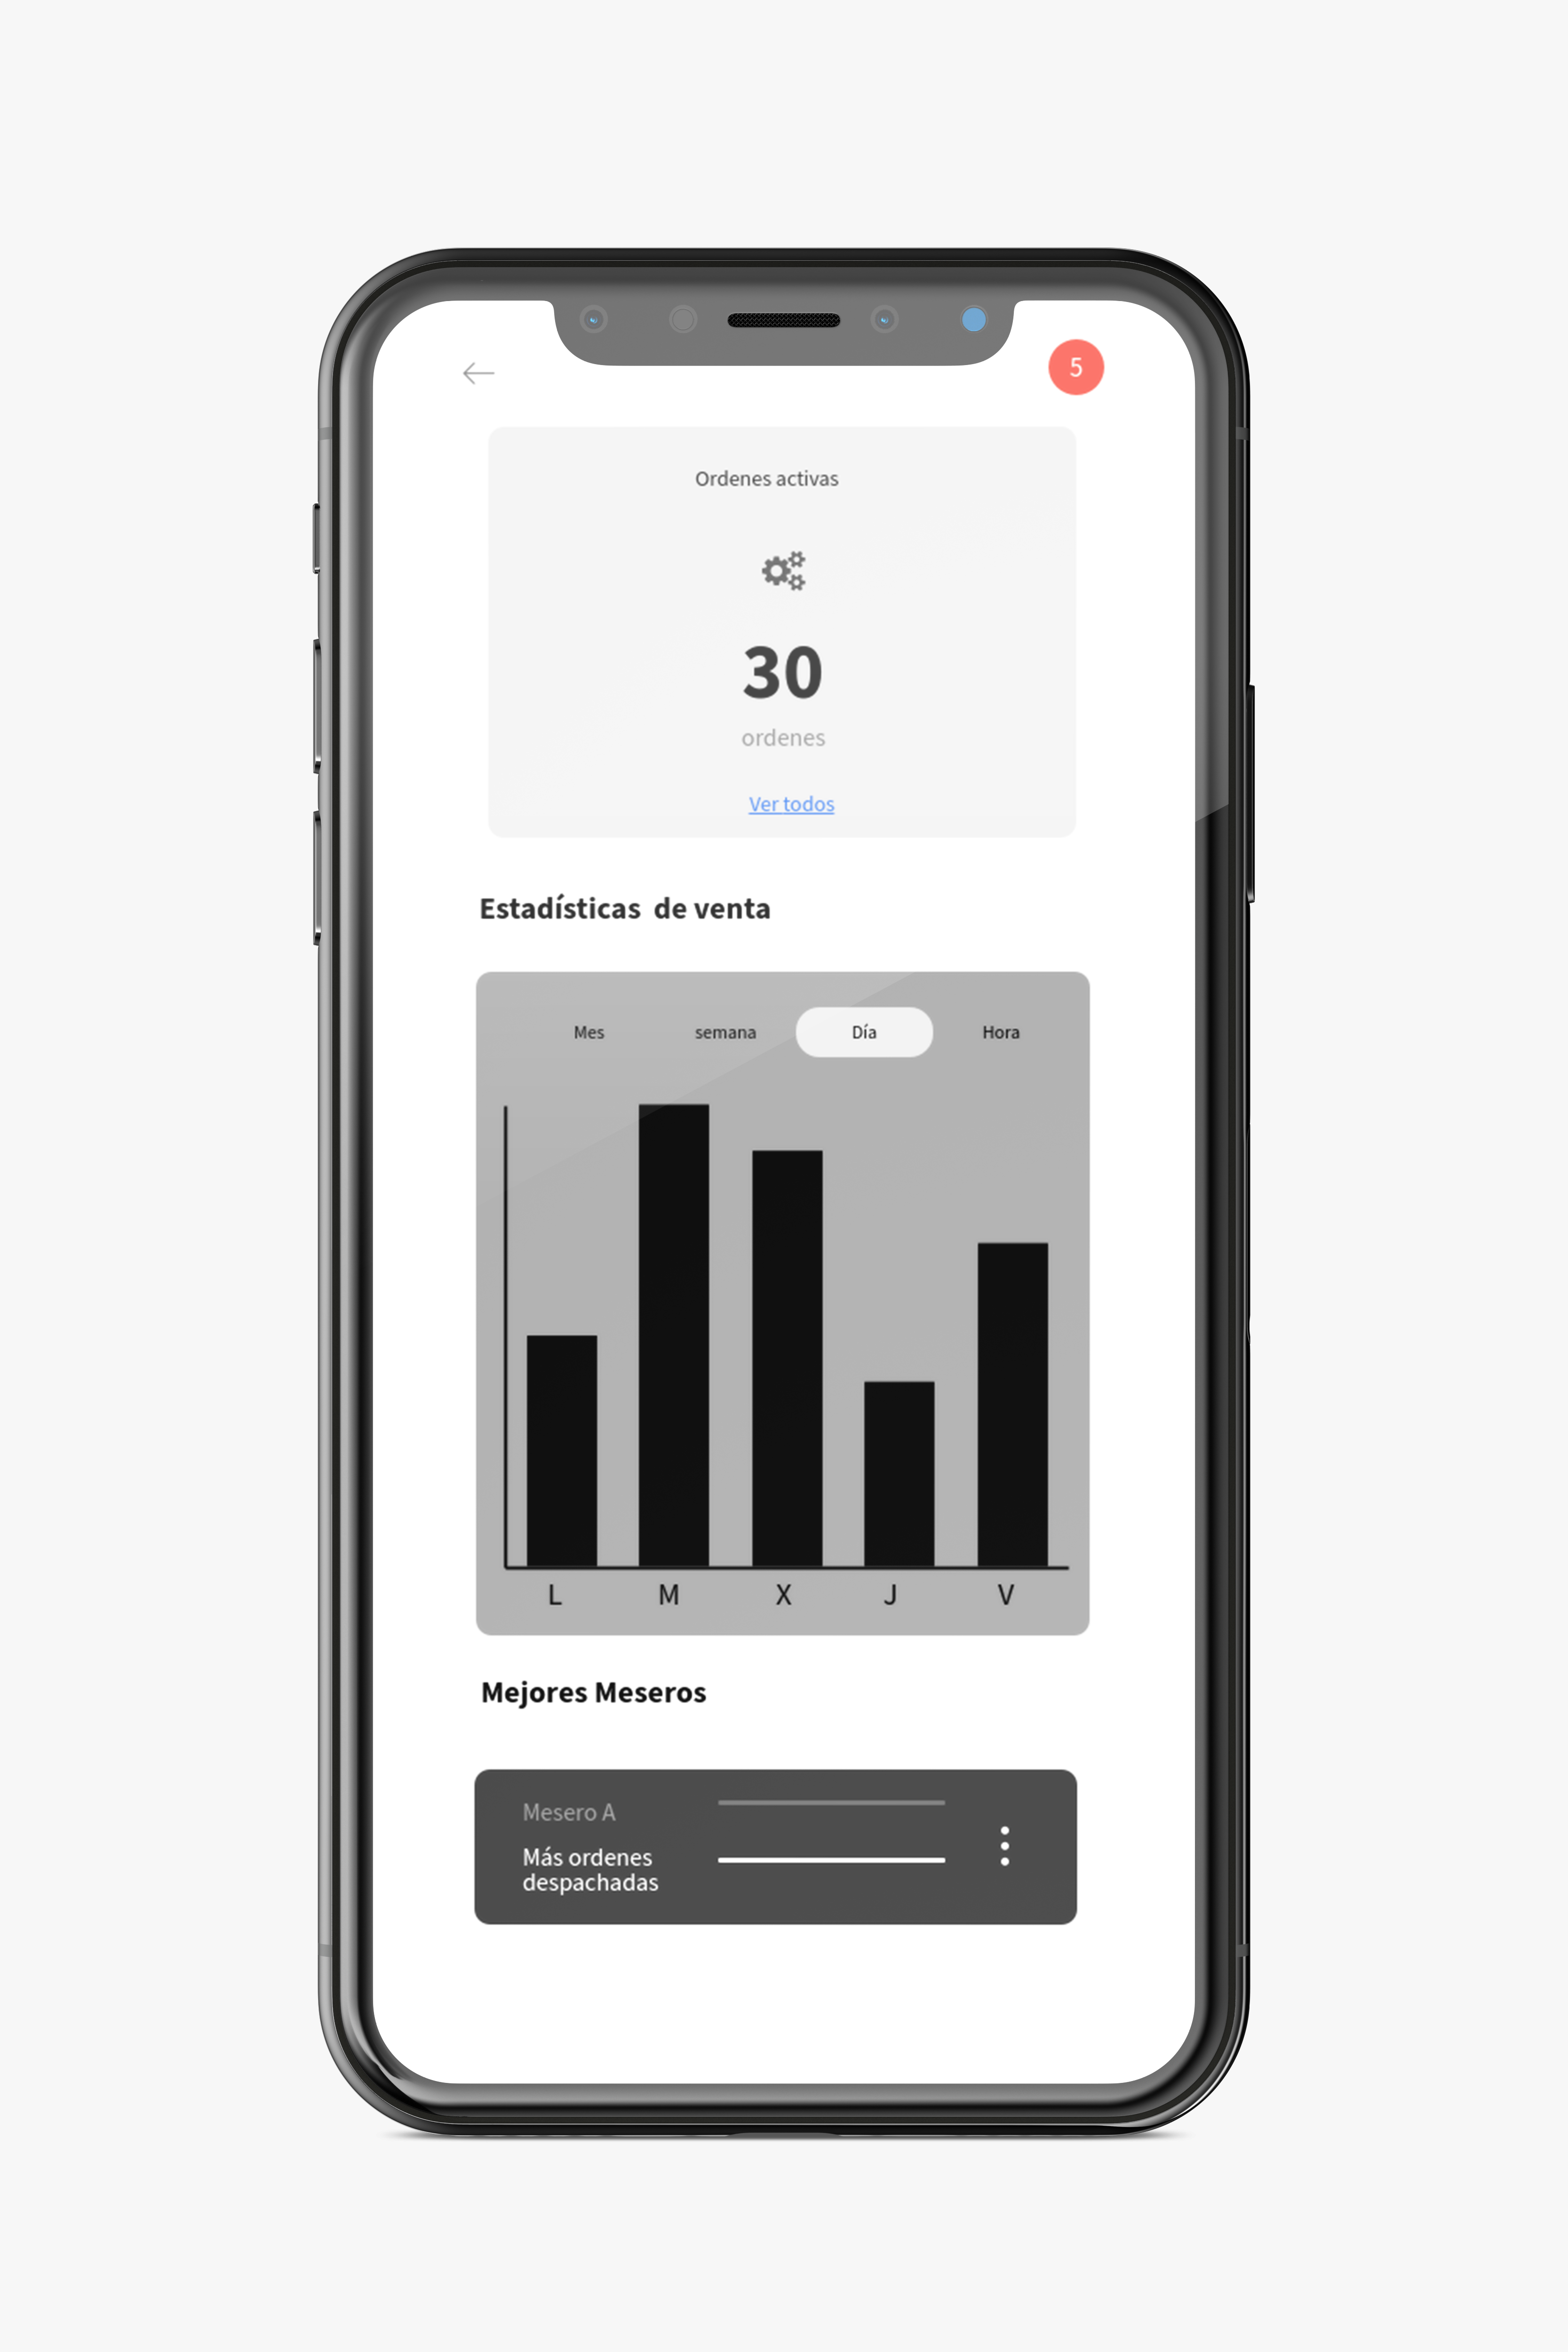 5
Ordenes activas
30
ordenes
Ver todos
Estadísticas de venta
Mes semana Día Hora
L M X J V
Mejores Meseros
Mesero A
Más ordenes
despachadas